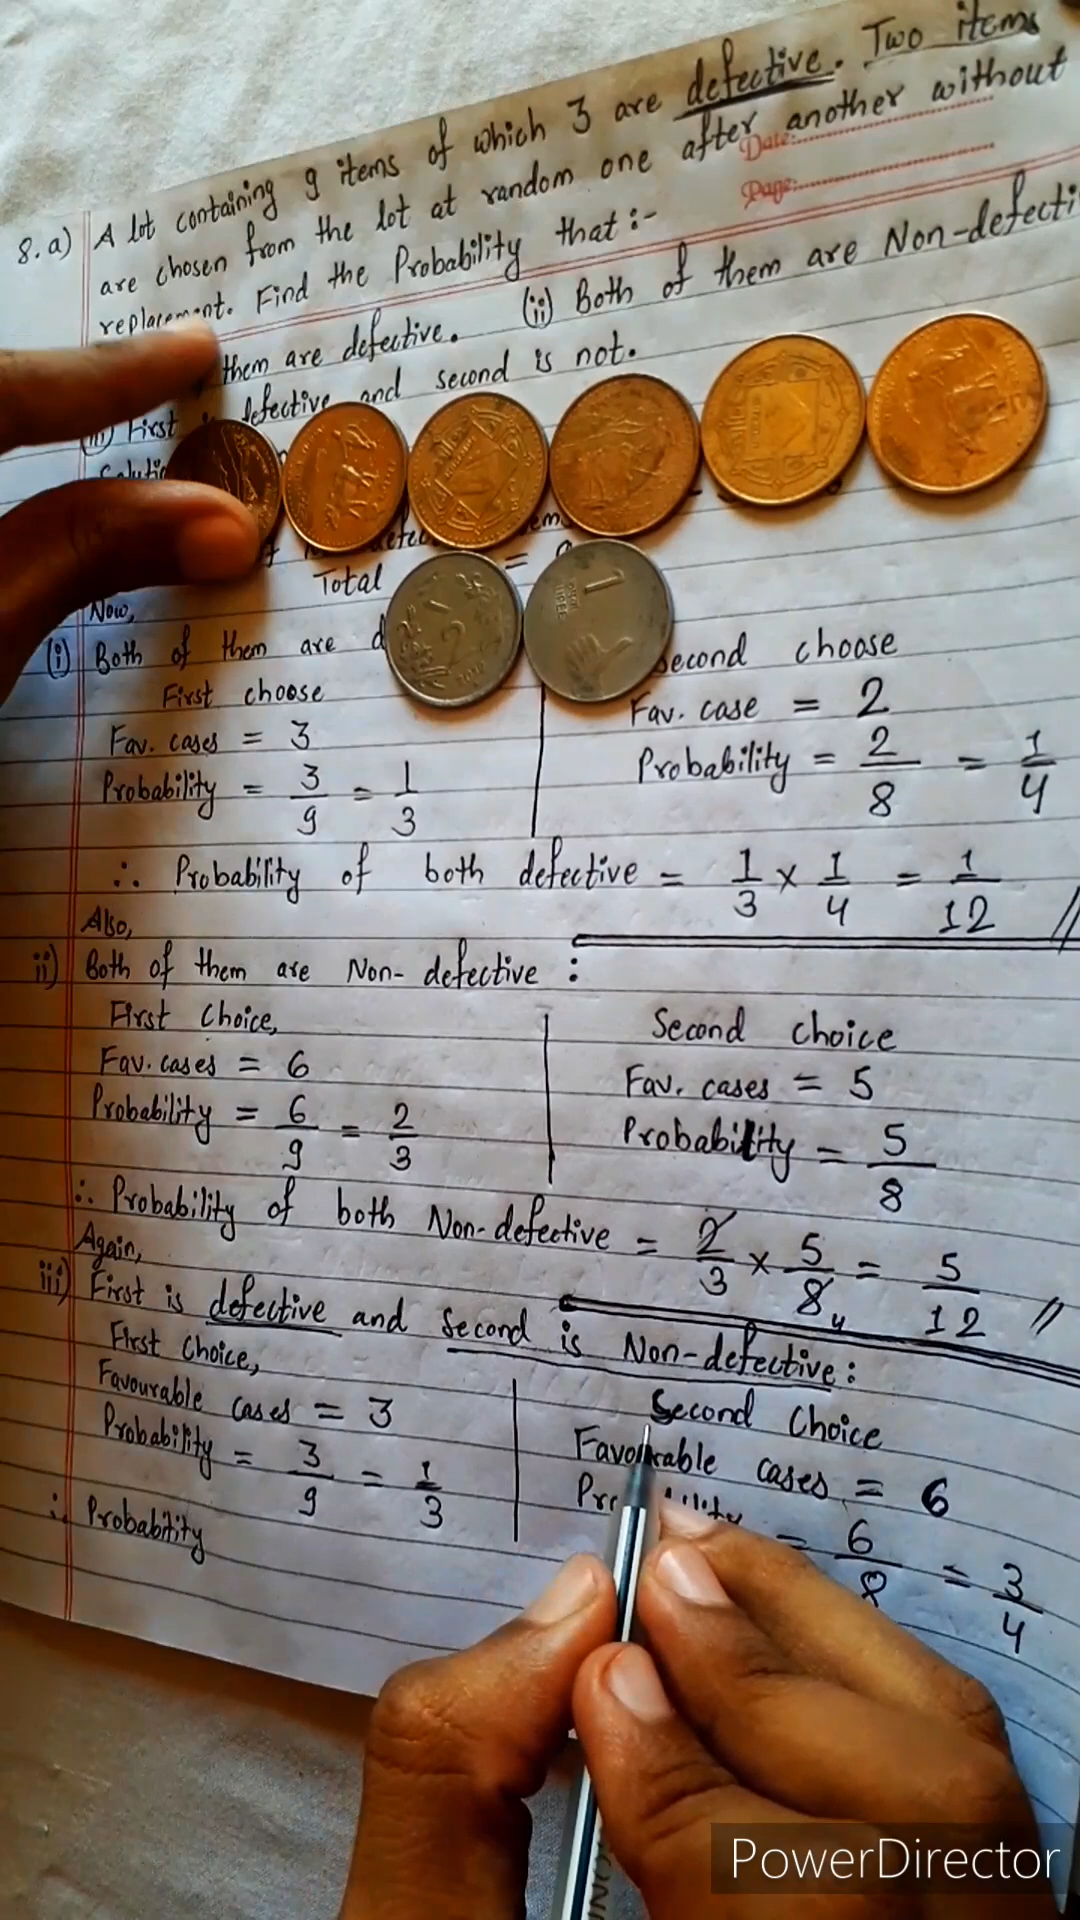 8.a) A lot containing 9 items of which 3 are defective. Two items
are chosen from the lot at random one after another without
replacement. Find the Probability that :-
Date:
Page:
them are defective. (ii) Both of them are Non-defecti
(iii) First defective and second is not.
Total =
Now,
(i) Both of them are d
First choose
Fav. cases = 3
Probability = 3/9 = 1/3
Second choose
Fav. case = 2
Probability = 2/8 = 1/4
∴ Probability of both defective = 1/3 × 1/4 = 1/12 //
Also,
ii) Both of them are Non-defective :
First Choice,
Fav. cases = 6
Probability = 6/9 = 2/3
Second choice
Fav. cases = 5
Probability = 5/8
∴ Probability of both Non-defective = 2/3 × 5/8 4 = 5/12 //
Again,
iii) First is defective and Second is Non-defective :
First Choice,
Favourable cases = 3
Probability = 3/9 = 1/3
Second Choice
Favourable cases = 6
= 6/8 = 3/4
∴ Probability
2
1
PowerDirector